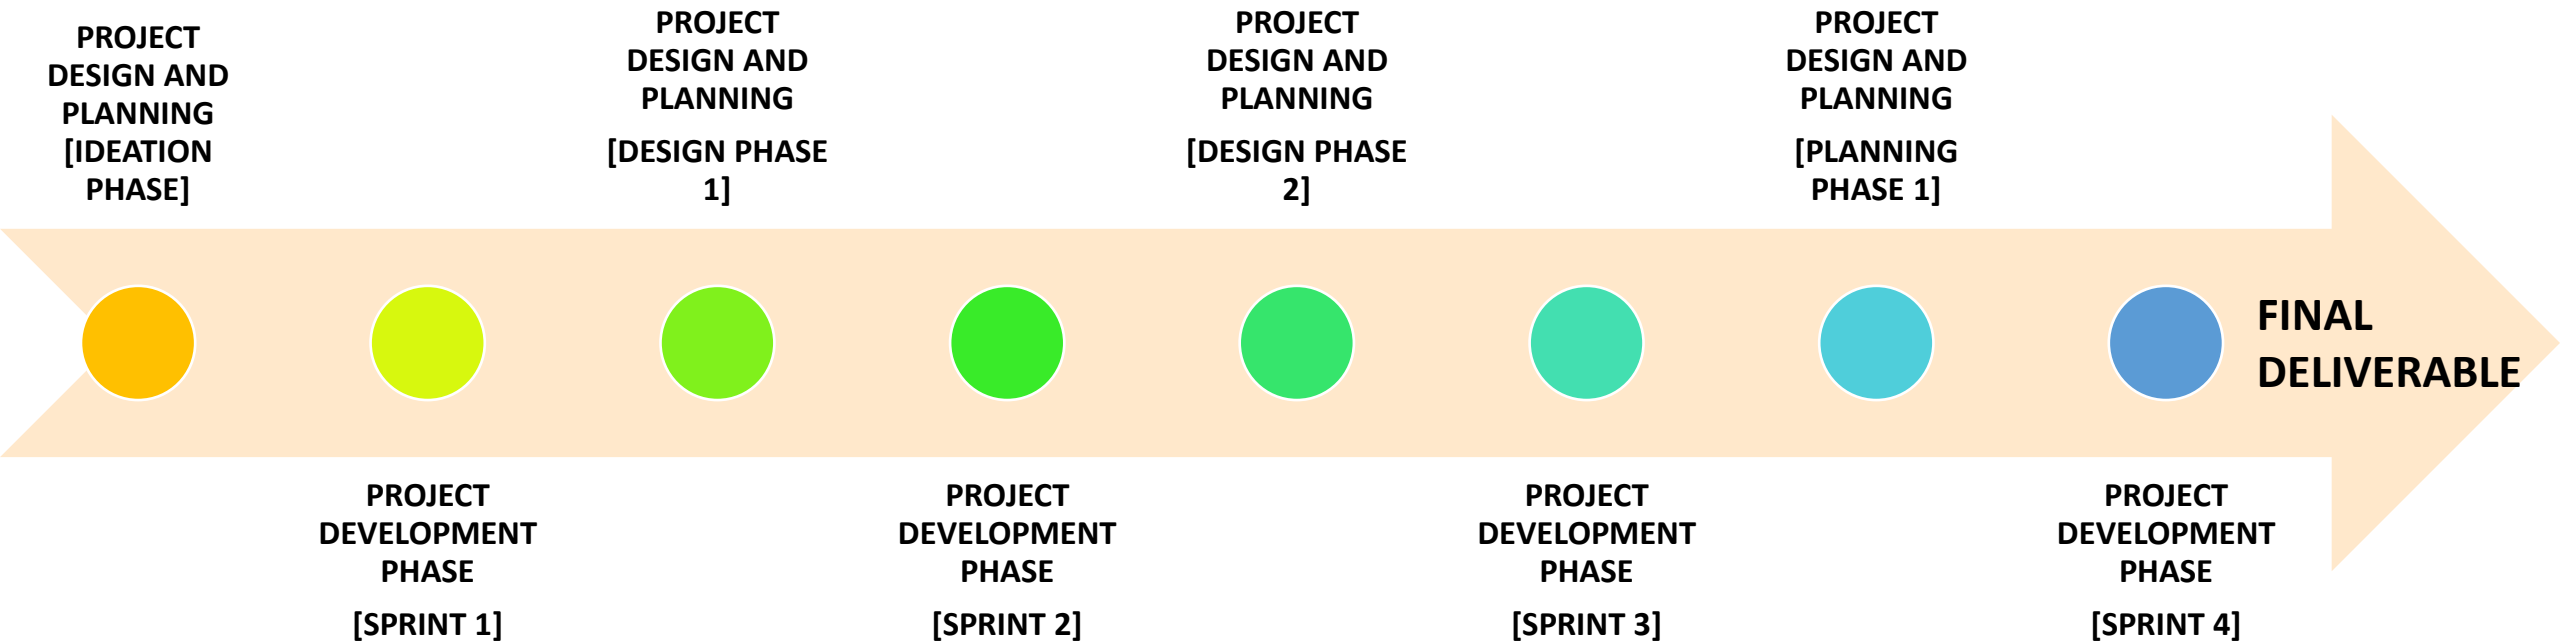 PROJECT
DESIGN AND
PLANNING
[IDEATION
PHASE]
PROJECT
DESIGN AND
PLANNING
[DESIGN PHASE
1]
PROJECT
DESIGN AND
PLANNING
[DESIGN PHASE
2]
PROJECT
DESIGN AND
PLANNING
[PLANNING
PHASE 1]
FINAL
DELIVERABLE
PROJECT
DEVELOPMENT
PHASE
[SPRINT 1]
PROJECT
DEVELOPMENT
PHASE
[SPRINT 2]
PROJECT
DEVELOPMENT
PHASE
[SPRINT 3]
PROJECT
DEVELOPMENT
PHASE
[SPRINT 4]